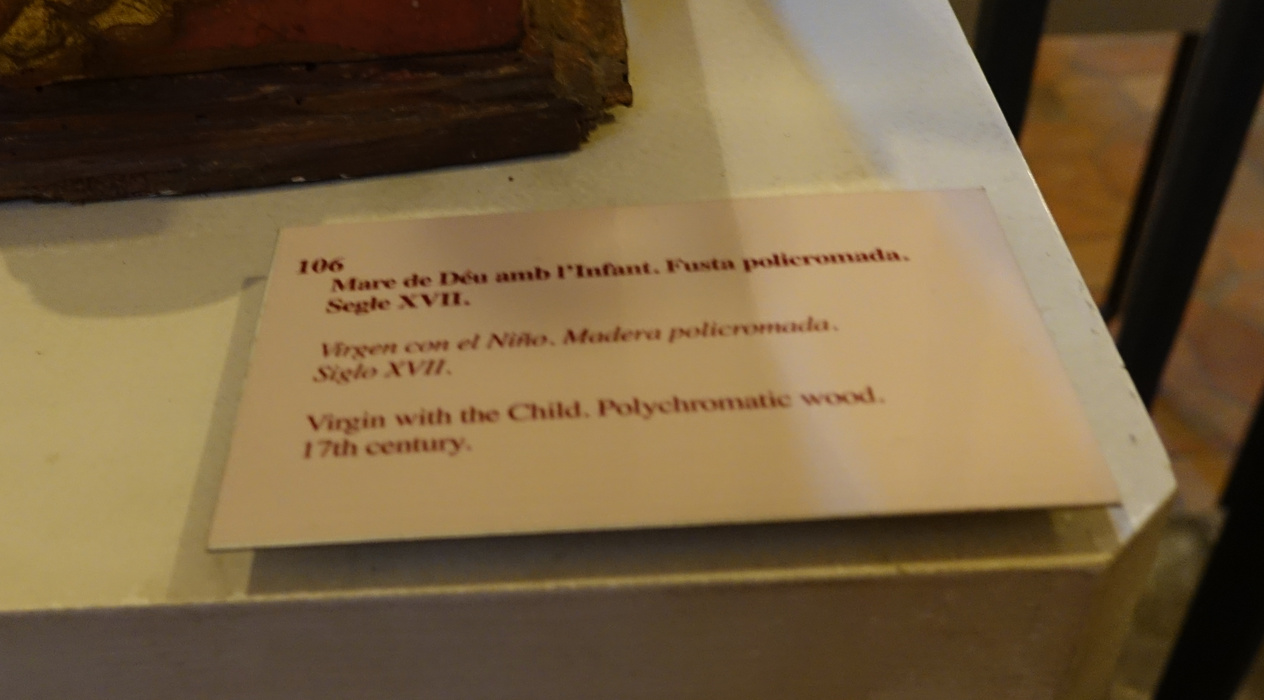 106
Mare de Déu amb l'Infant. Fusta policromada.
Segle XVII.
Virgen con el Niño. Madera policromada.
Siglo XVII.
Virgin with the Child. Polychromatic wood.
17th century.